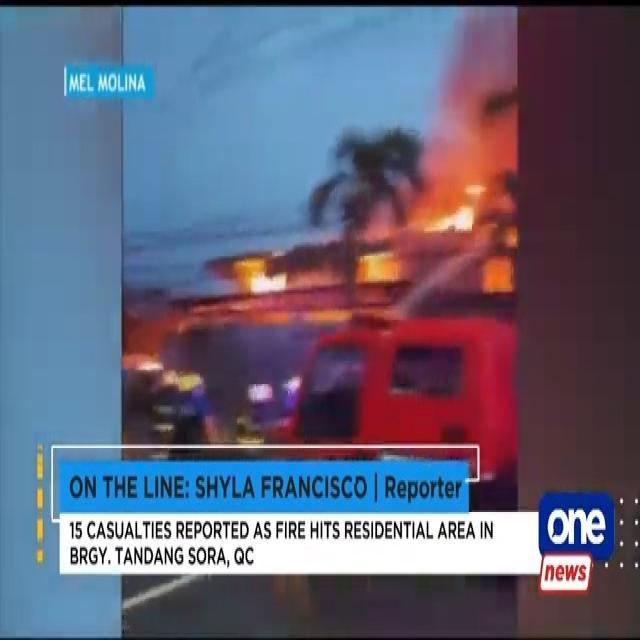 MEL MOLINA
ON THE LINE: SHYLA FRANCISCO | Reporter
15 CASUALTIES REPORTED AS FIRE HITS RESIDENTIAL AREA IN
BRGY. TANDANG SORA, QC
one
news